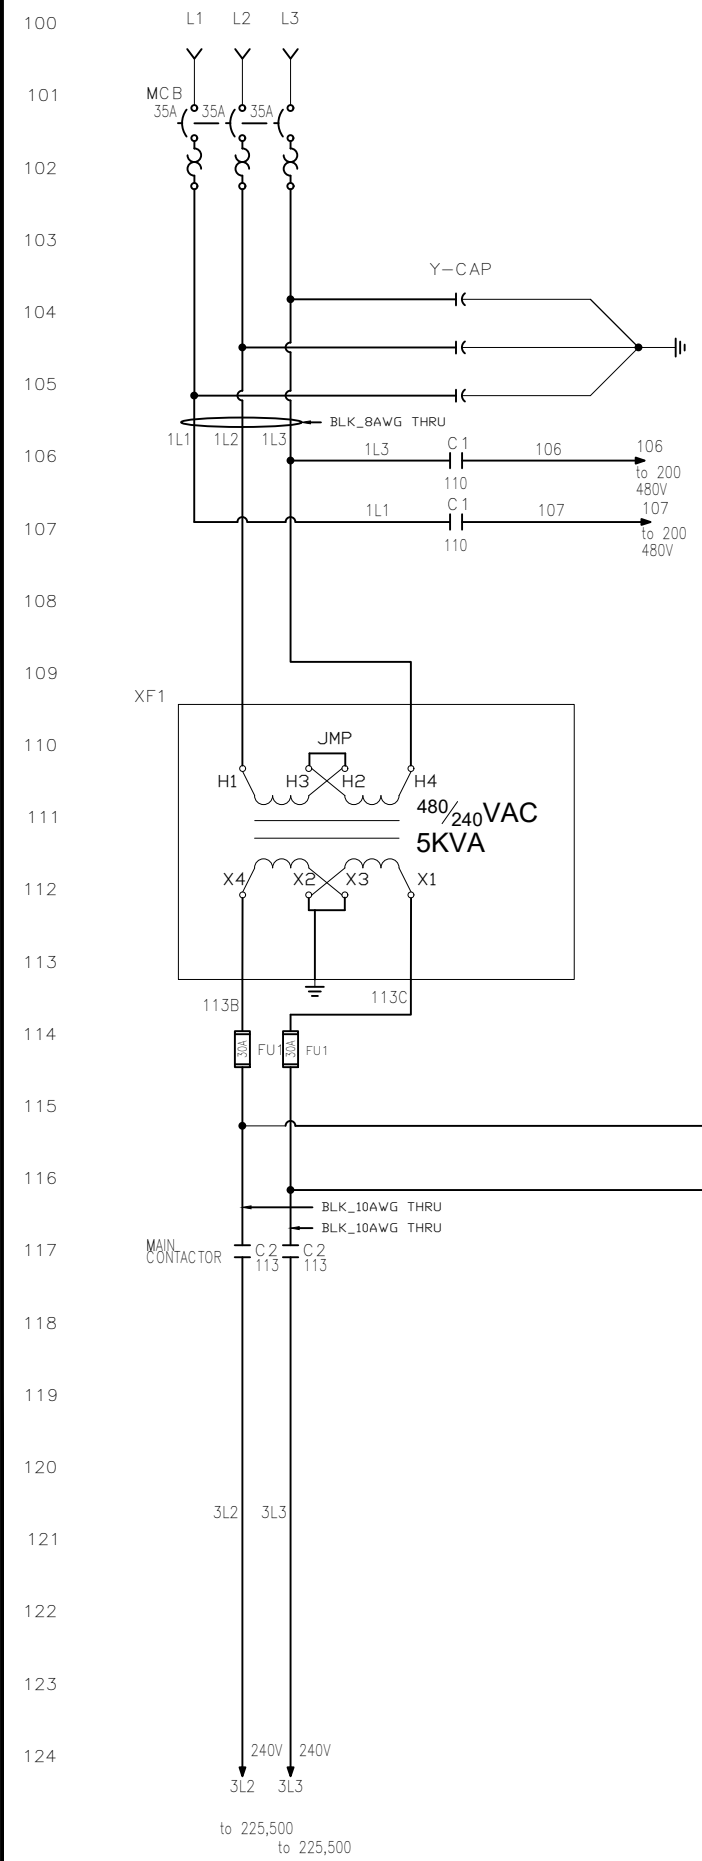 100
L1 L2 L3
101
MCB
35A 35A 35A
102
103
Y-CAP
104
105
BLK_8AWG THRU
1L1 1L2 1L3
106
1L3 C1 106 106
110
to 200
480V
107
1L1 C1 107 107
110
to 200
480V
108
109
XF1
110
JMP
H1 H3 H2 H4
111
480/240VAC
5KVA
112
X4 X2 X3 X1
113
113B 113C
114
30A FU1 30A FU1
115
116
BLK_10AWG THRU
BLK_10AWG THRU
117
MAIN
CONTACTOR
C2 C2
113 113
118
119
120
3L2 3L3
121
122
123
124
240V 240V
3L2 3L3
to 225,500
to 225,500